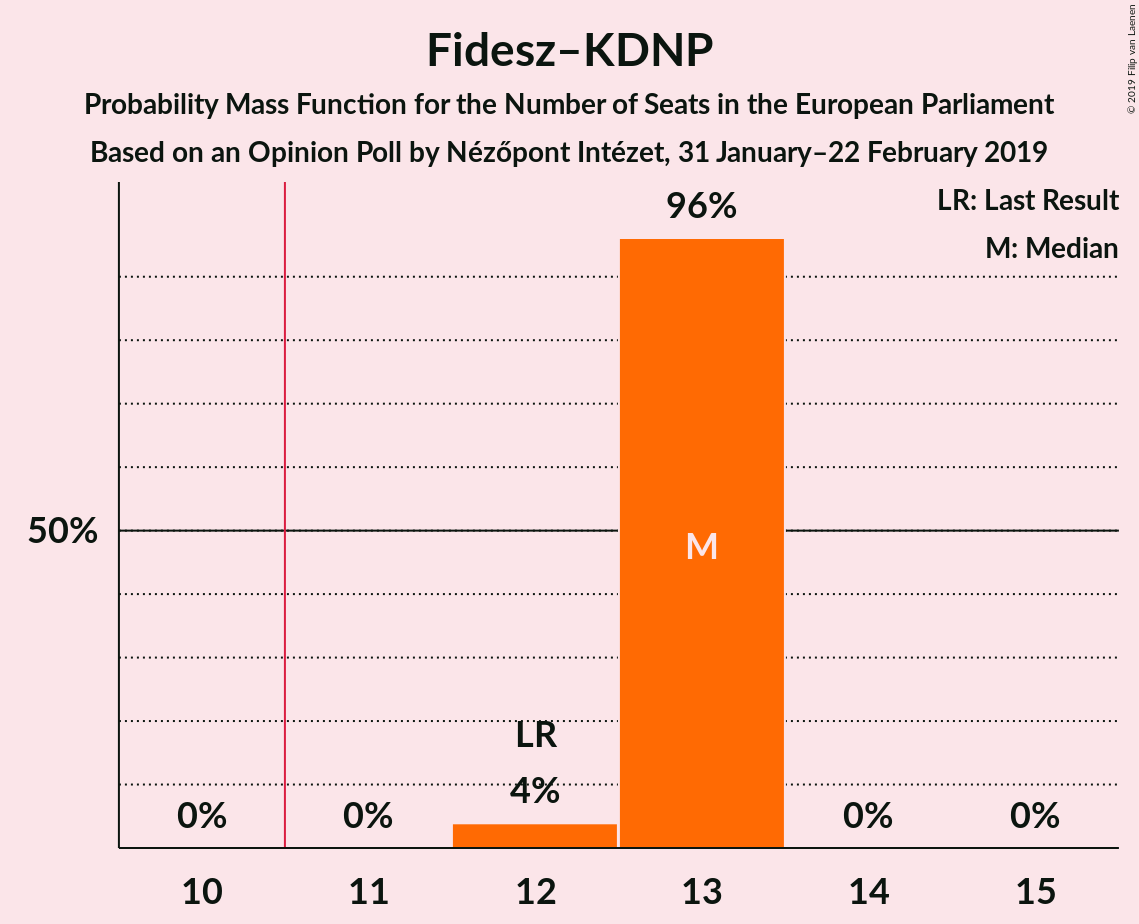 Fidesz–KDNP
Probability Mass Function for the Number of Seats in the European Parliament
Based on an Opinion Poll by Nézőpont Intézet, 31 January–22 February 2019
© 2019 Filip van Laenen
LR: Last Result
M: Median
96%
50%
M
LR
4%
0%
0%
0%
0%
10
11
12
13
14
15